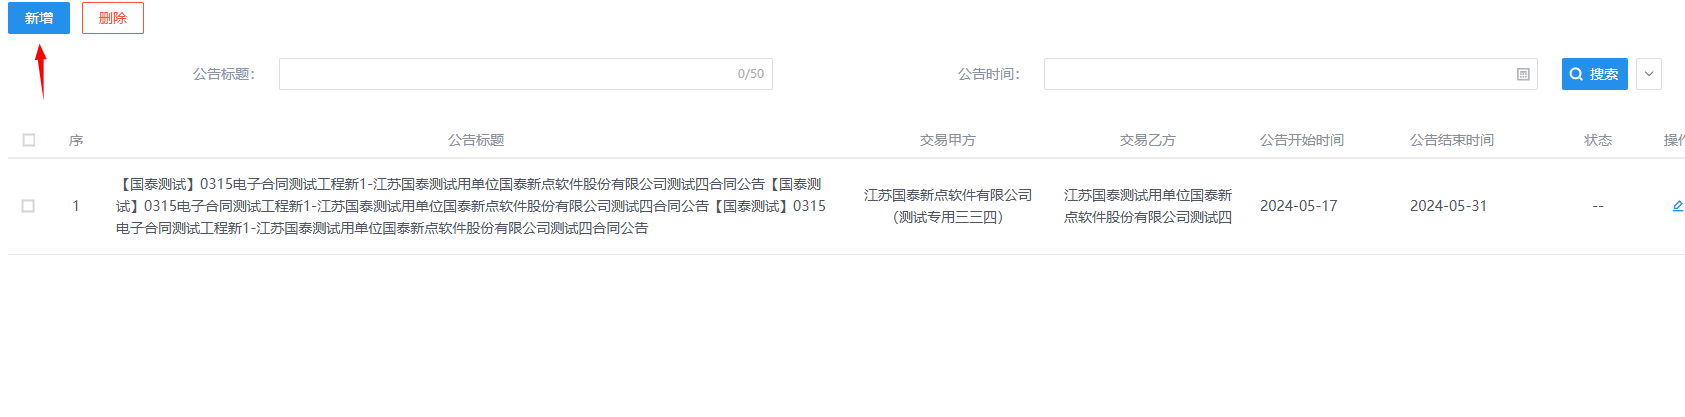 新增 删除
公告标题： 0/50 公告时间： 搜索
序 公告标题 交易甲方 交易乙方 公告开始时间 公告结束时间 状态
【国泰测试】0315电子合同测试工程新1-江苏国泰测试用单位国泰新点软件股份有限公司测试四合同公告【国泰测
试】0315电子合同测试工程新1-江苏国泰测试用单位国泰新点软件股份有限公司测试四合同公告【国泰测试】0315
电子合同测试工程新1-江苏国泰测试用单位国泰新点软件股份有限公司测试四合同公告
1
江苏国泰新点软件有限公司
（测试专用三三四）
江苏国泰测试用单位国泰新
点软件股份有限公司测试四
2024-05-17 2024-05-31 --